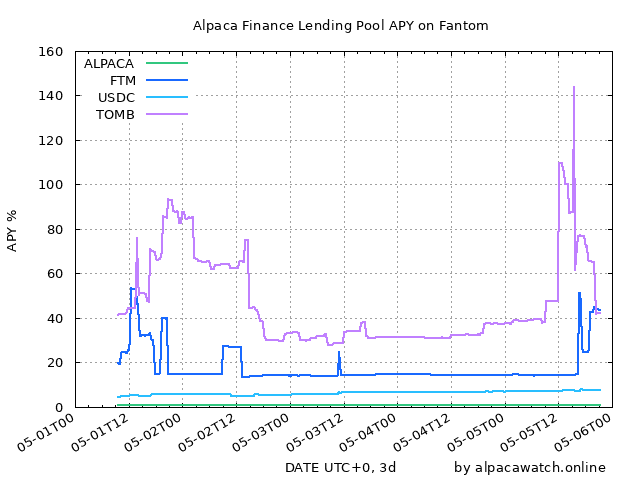 Alpaca Finance Lending Pool APY on Fantom
160
140
120
100
80
60
40
20
0
APY %
ALPACA
FTM
USDC
TOMB
05-01T00
05-01T12
05-02T00
05-02T12
05-03T00
05-03T12
05-04T00
05-04T12
05-05T00
05-05T12
05-06T00
DATE UTC+0, 3d
by alpacawatch.online